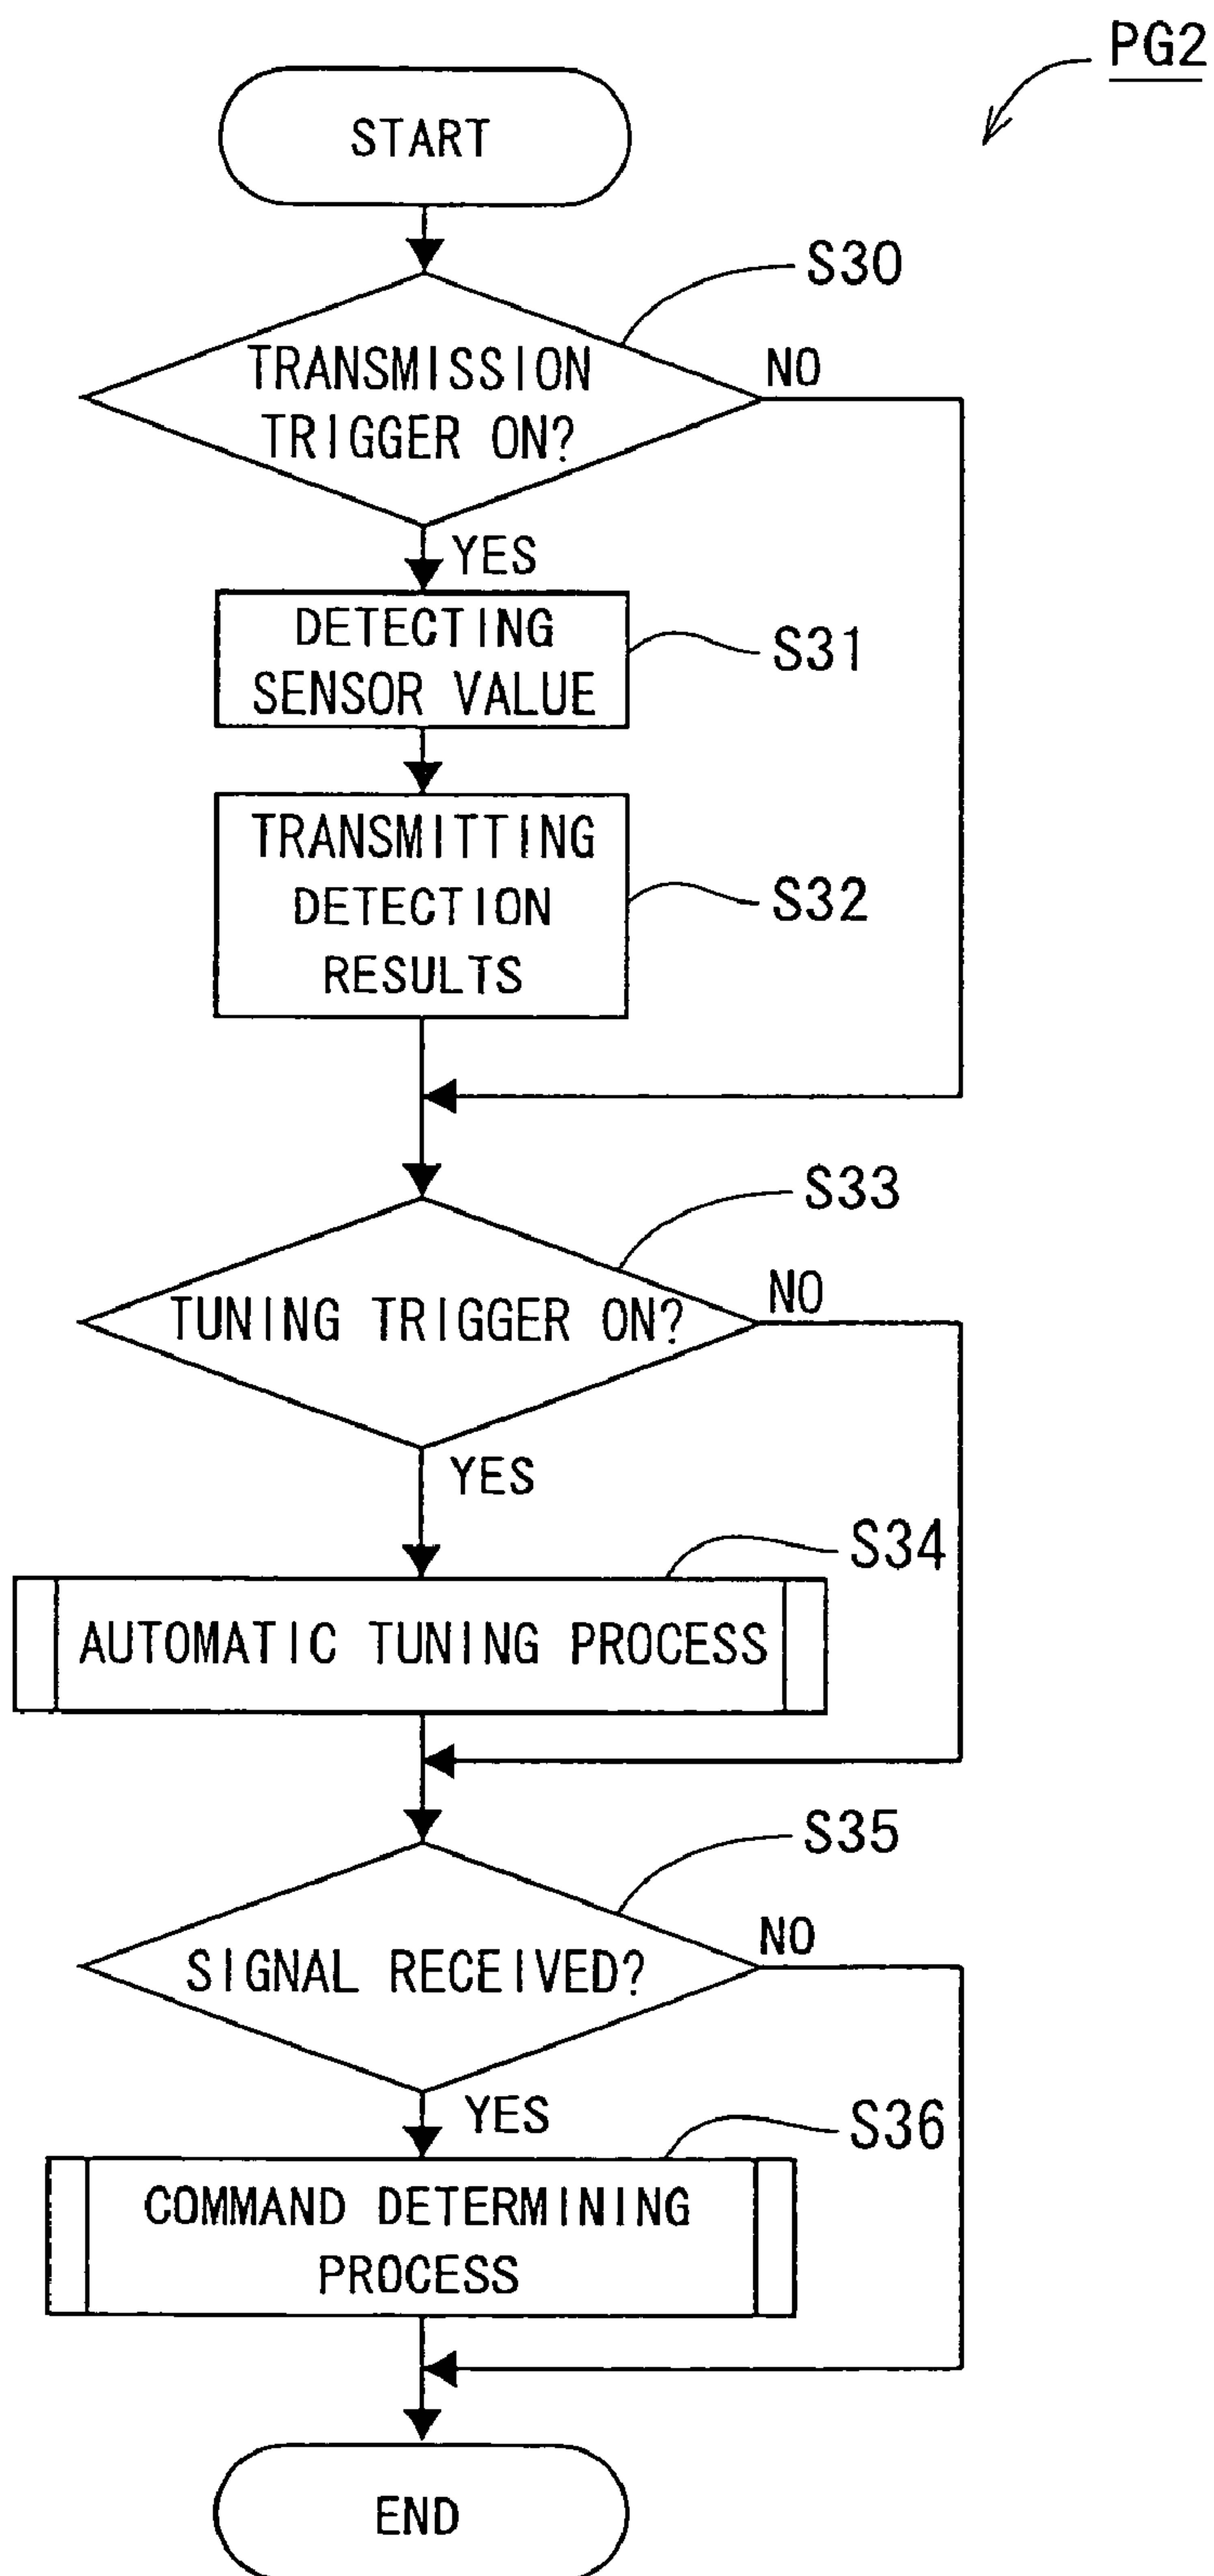 PG2
START
S30
TRANSMISSION
TRIGGER ON?
NO
YES
DETECTING
SENSOR VALUE
S31
TRANSMITTING
DETECTION
RESULTS
S32
S33
TUNING TRIGGER ON?
NO
YES
S34
AUTOMATIC TUNING PROCESS
S35
SIGNAL RECEIVED?
NO
YES
S36
COMMAND DETERMINING
PROCESS
END